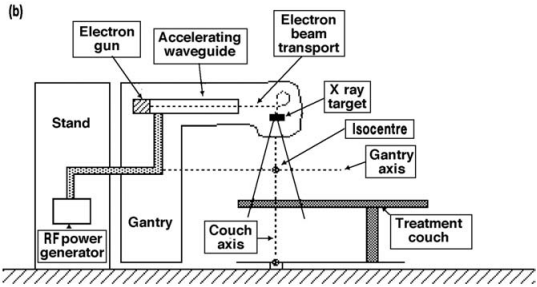 (b)
Electron
gun
Accelerating
waveguide
Electron
beam
transport
X ray
target
Stand
Isocentre
Gantry
axis
Gantry
Couch
axis
Treatment
couch
RF power
generator